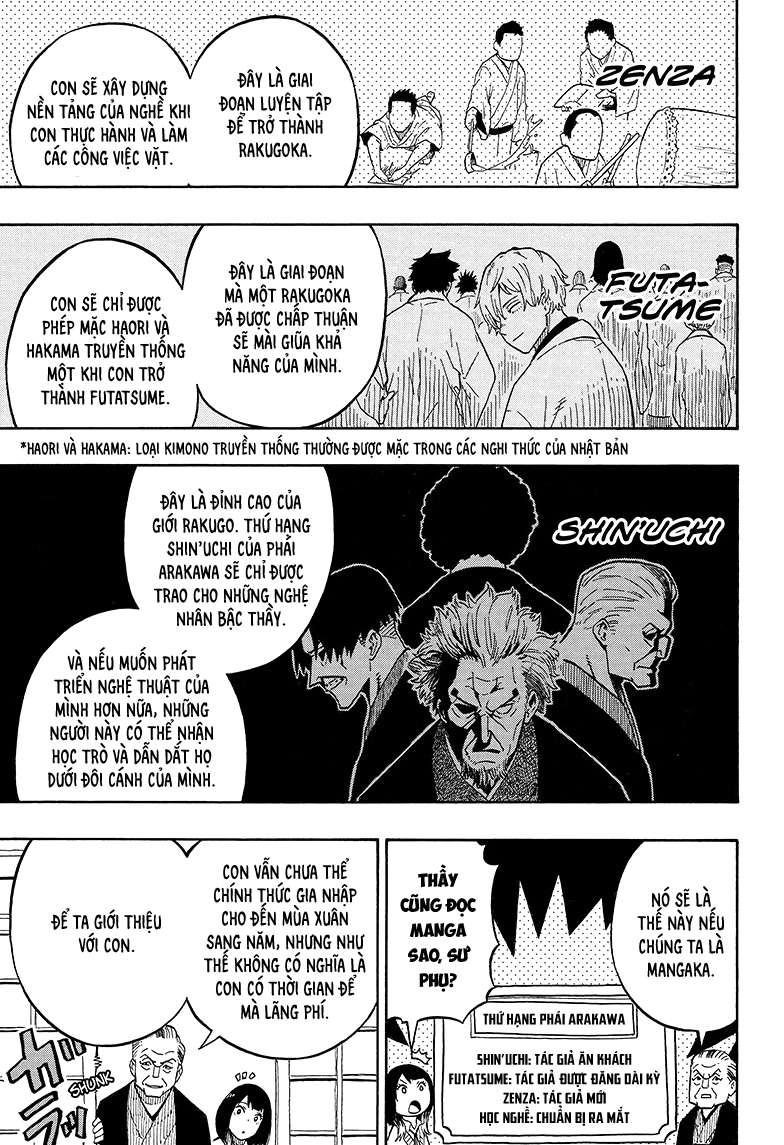 ZENZA
ĐÂY LÀ GIAI
ĐOẠN LUYỆN TẬP
ĐỂ TRỞ THÀNH
RAKUGOKA.
CON SẼ XÂY DỰNG
NỀN TẢNG CỦA NGHỀ KHI
CON THỰC HÀNH VÀ LÀM
CÁC CÔNG VIỆC VẶT.
FUTA-
TSUME
ĐÂY LÀ GIAI ĐOẠN
MÀ MỘT RAKUGOKA
ĐÃ ĐƯỢC CHẤP THUẬN
SẼ MÀI GIŨA KHẢ
NĂNG CỦA MÌNH.
CON SẼ CHỈ ĐƯỢC
PHÉP MẶC HAORI VÀ
HAKAMA TRUYỀN THỐNG
MỘT KHI CON TRỞ
THÀNH FUTATSUME.
*HAORI VÀ HAKAMA: LOẠI KIMONO TRUYỀN THỐNG THƯỜNG ĐƯỢC MẶC TRONG CÁC NGHI THỨC CỦA NHẬT BẢN
SHIN'UCHI
ĐÂY LÀ ĐỈNH CAO CỦA
GIỚI RAKUGO. THỨ HẠNG
SHIN'UCHI CỦA PHÁI
ARAKAWA SẼ CHỈ ĐƯỢC
TRAO CHO NHỮNG NGHỆ
NHÂN BẬC THẦY.
VÀ NẾU MUỐN PHÁT
TRIỂN NGHỆ THUẬT CỦA
MÌNH HƠN NỮA, NHỮNG
NGƯỜI NÀY CÓ THỂ NHẬN
HỌC TRÒ VÀ DẪN DẮT HỌ
DƯỚI ĐÔI CÁNH CỦA MÌNH.
NÓ SẼ LÀ
THẾ NÀY NẾU
CHÚNG TA LÀ
MANGAKA.
THẦY
CŨNG ĐỌC
MANGA
SAO, SƯ
PHỤ?
THỨ HẠNG PHÁI ARAKAWA
SHIN'UCHI: TÁC GIẢ ĂN KHÁCH
FUTATSUME: TÁC GIẢ ĐƯỢC ĐĂNG DÀI KỲ
ZENZA: TÁC GIẢ MỚI
HỌC NGHỀ: CHUẨN BỊ RA MẮT
CON VẪN CHƯA THỂ
CHÍNH THỨC GIA NHẬP
CHO ĐẾN MÙA XUÂN
SANG NĂM, NHƯNG NHƯ
THẾ KHÔNG CÓ NGHĨA LÀ
CON CÓ THỜI GIAN ĐỂ
MÀ LÃNG PHÍ.
ĐỂ TA GIỚI THIỆU
VỚI CON.
ガラッ
SHUNK